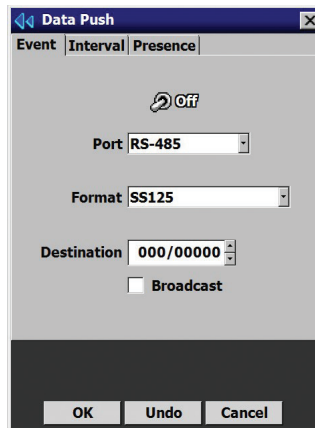 Data Push
Event Interval Presence
Off
Port RS-485
Format SS125
Destination 000/00000
Broadcast
OK Undo Cancel